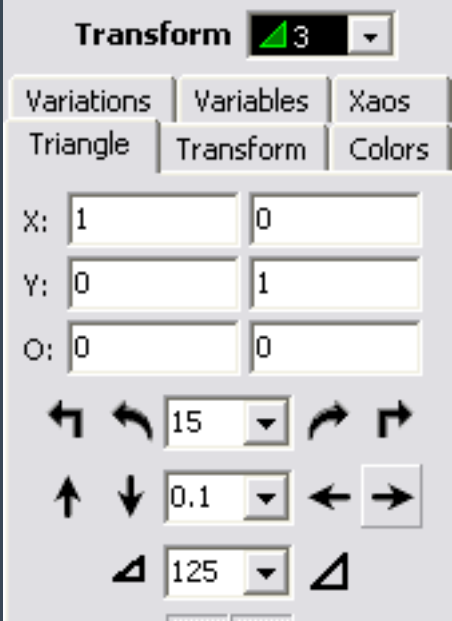 Transform 3
Variations Variables Xaos
Triangle Transform Colors
X: 1 0
Y: 0 1
O: 0 0
15
0.1
125